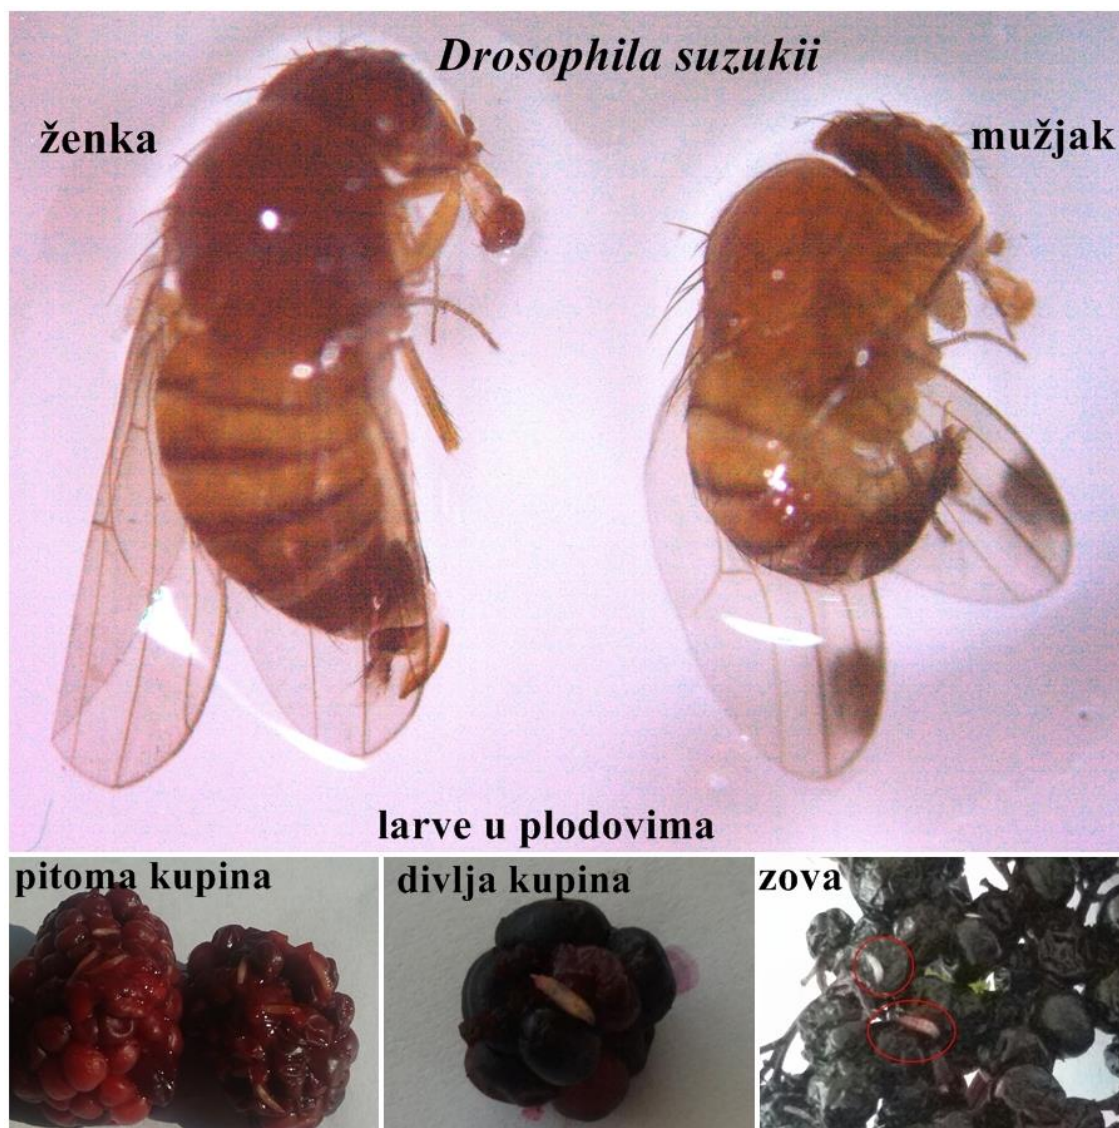 Drosophila suzukii
ženka
mužjak
larve u plodovima
pitoma kupina
divlja kupina
zova